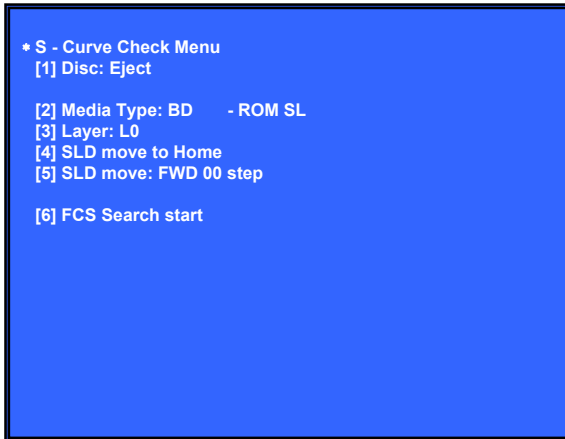 * S - Curve Check Menu
[1] Disc: Eject
[2] Media Type: BD - ROM SL
[3] Layer: L0
[4] SLD move to Home
[5] SLD move: FWD 00 step
[6] FCS Search start